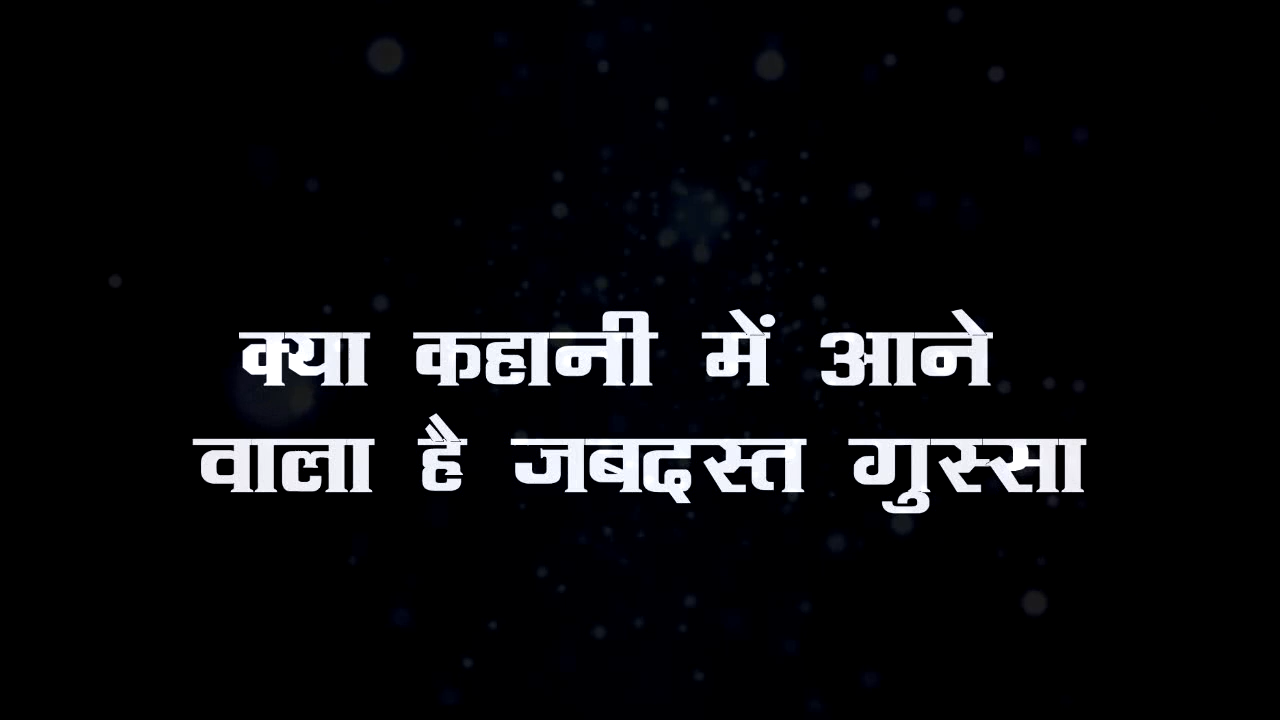 क्या कहानी में आने
वाला है जबदस्त गुस्सा